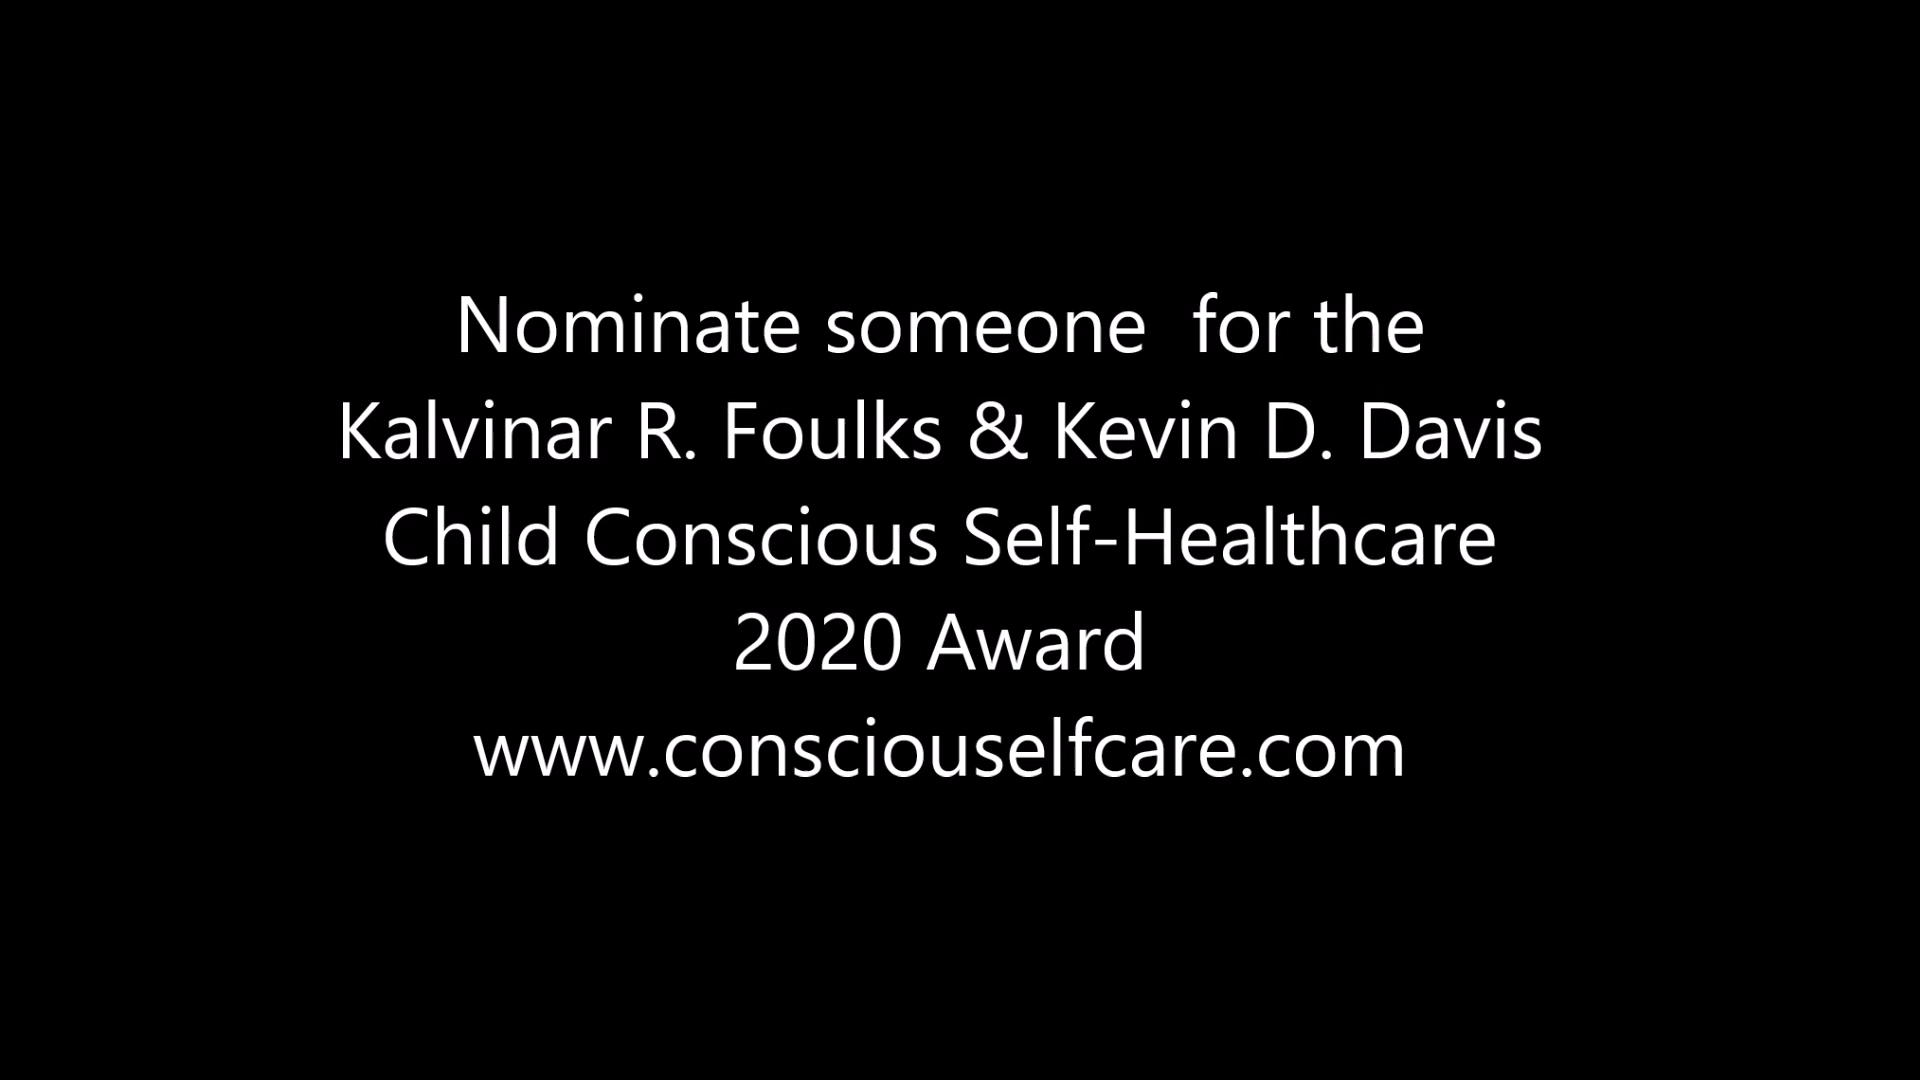 Nominate someone  for the
Kalvinar R. Foulks & Kevin D. Davis
Child Conscious Self-Healthcare
2020 Award
www.consciouselfcare.com